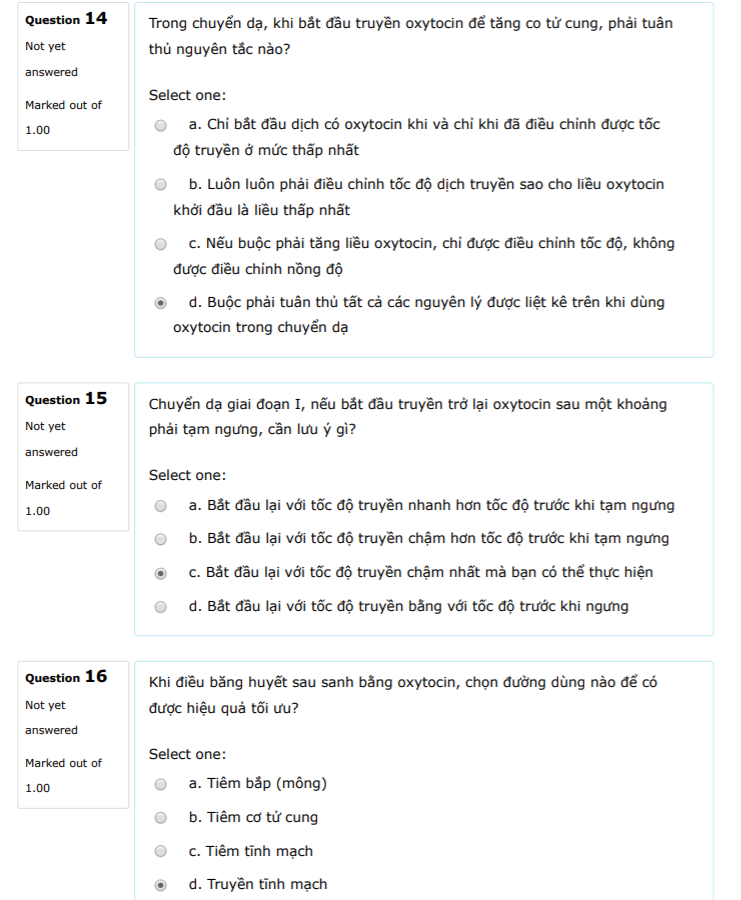 Question 14
Not yet
answered
Marked out of
1.00
Trong chuyển dạ, khi bắt đầu truyền oxytocin để tăng co tử cung, phải tuân
thủ nguyên tắc nào?
Select one:
a. Chỉ bắt đầu dịch có oxytocin khi và chỉ khi đã điều chỉnh được tốc
độ truyền ở mức thấp nhất
b. Luôn luôn phải điều chỉnh tốc độ dịch truyền sao cho liều oxytocin
khởi đầu là liều thấp nhất
c. Nếu buộc phải tăng liều oxytocin, chỉ được điều chỉnh tốc độ, không
được điều chỉnh nồng độ
d. Buộc phải tuân thủ tất cả các nguyên lý được liệt kê trên khi dùng
oxytocin trong chuyển dạ
Question 15
Not yet
answered
Marked out of
1.00
Chuyển dạ giai đoạn I, nếu bắt đầu truyền trở lại oxytocin sau một khoảng
phải tạm ngưng, cần lưu ý gì?
Select one:
a. Bắt đầu lại với tốc độ truyền nhanh hơn tốc độ trước khi tạm ngưng
b. Bắt đầu lại với tốc độ truyền chậm hơn tốc độ trước khi tạm ngưng
c. Bắt đầu lại với tốc độ truyền chậm nhất mà bạn có thể thực hiện
d. Bắt đầu lại với tốc độ truyền bằng với tốc độ trước khi ngưng
Question 16
Not yet
answered
Marked out of
1.00
Khi điều băng huyết sau sanh bằng oxytocin, chọn đường dùng nào để có
được hiệu quả tối ưu?
Select one:
a. Tiêm bắp (mông)
b. Tiêm cơ tử cung
c. Tiêm tĩnh mạch
d. Truyền tĩnh mạch